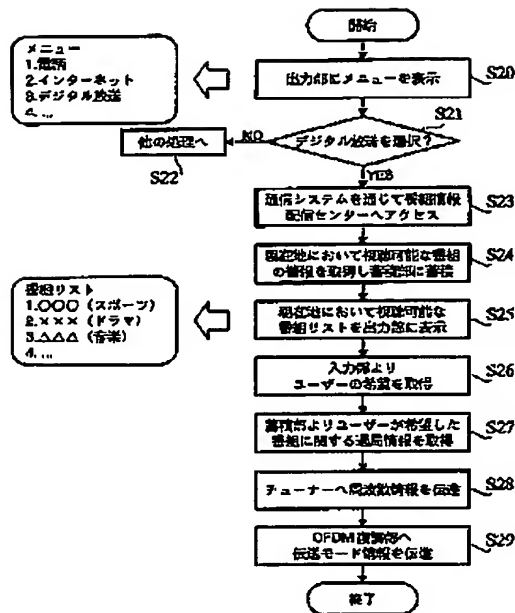 開始
メニュー
1.電話
2.インターネット
3.デジタル放送
4. ...
出力部にメニューを表示
S20
デジタル放送を選択?
S21
NO
他の処理へ
S22
YES
通信システムを通じて番組情報
配信センターへアクセス
S23
現在地において視聴可能な番組
の情報を取得し蓄積部に蓄積
S24
番組リスト
1.○○○ (スポーツ)
2.××× (ドラマ)
3.△△△ (音楽)
4. ...
現在地において視聴可能な
番組リストを出力部に表示
S25
入力部より
ユーザーの希望を取得
S26
蓄積部よりユーザーが希望した
番組に関する選局情報を取得
S27
チューナーへ周波数情報を伝達
S28
OFDM復調部へ
伝送モード情報を伝達
S29
終了